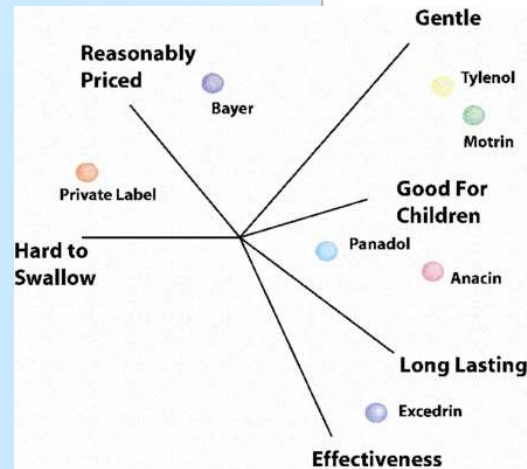 Gentle
Reasonably
Priced
Tylenol
Bayer
Motrin
Private Label
Good For
Children
Hard to
Swallow
Panadol
Anacin
Long Lasting
Excedrin
Effectiveness